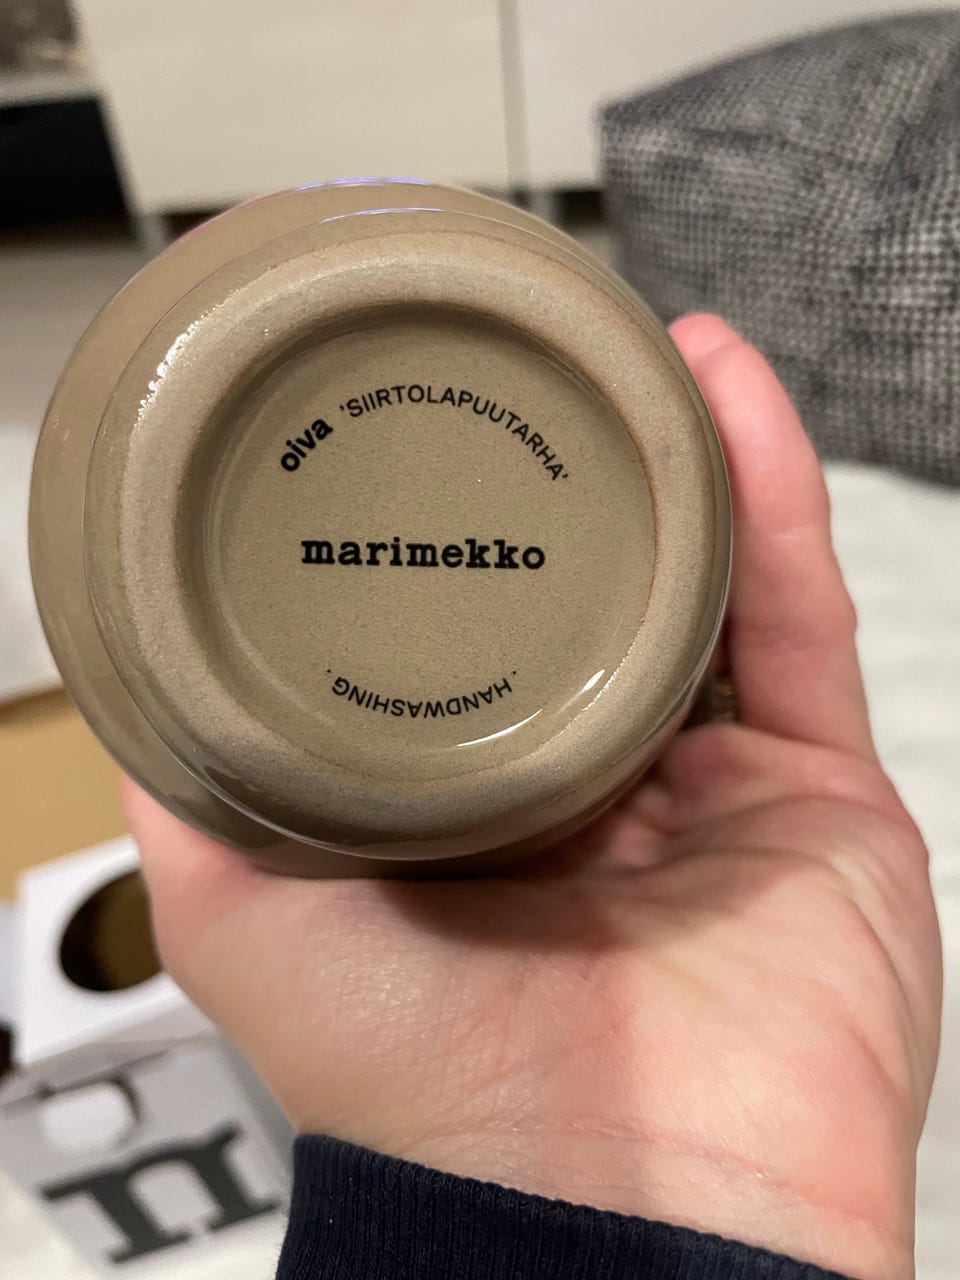 oiva 'SIIRTOLAPUUTARHA'
marimekko
· HANDWASHING ·
n